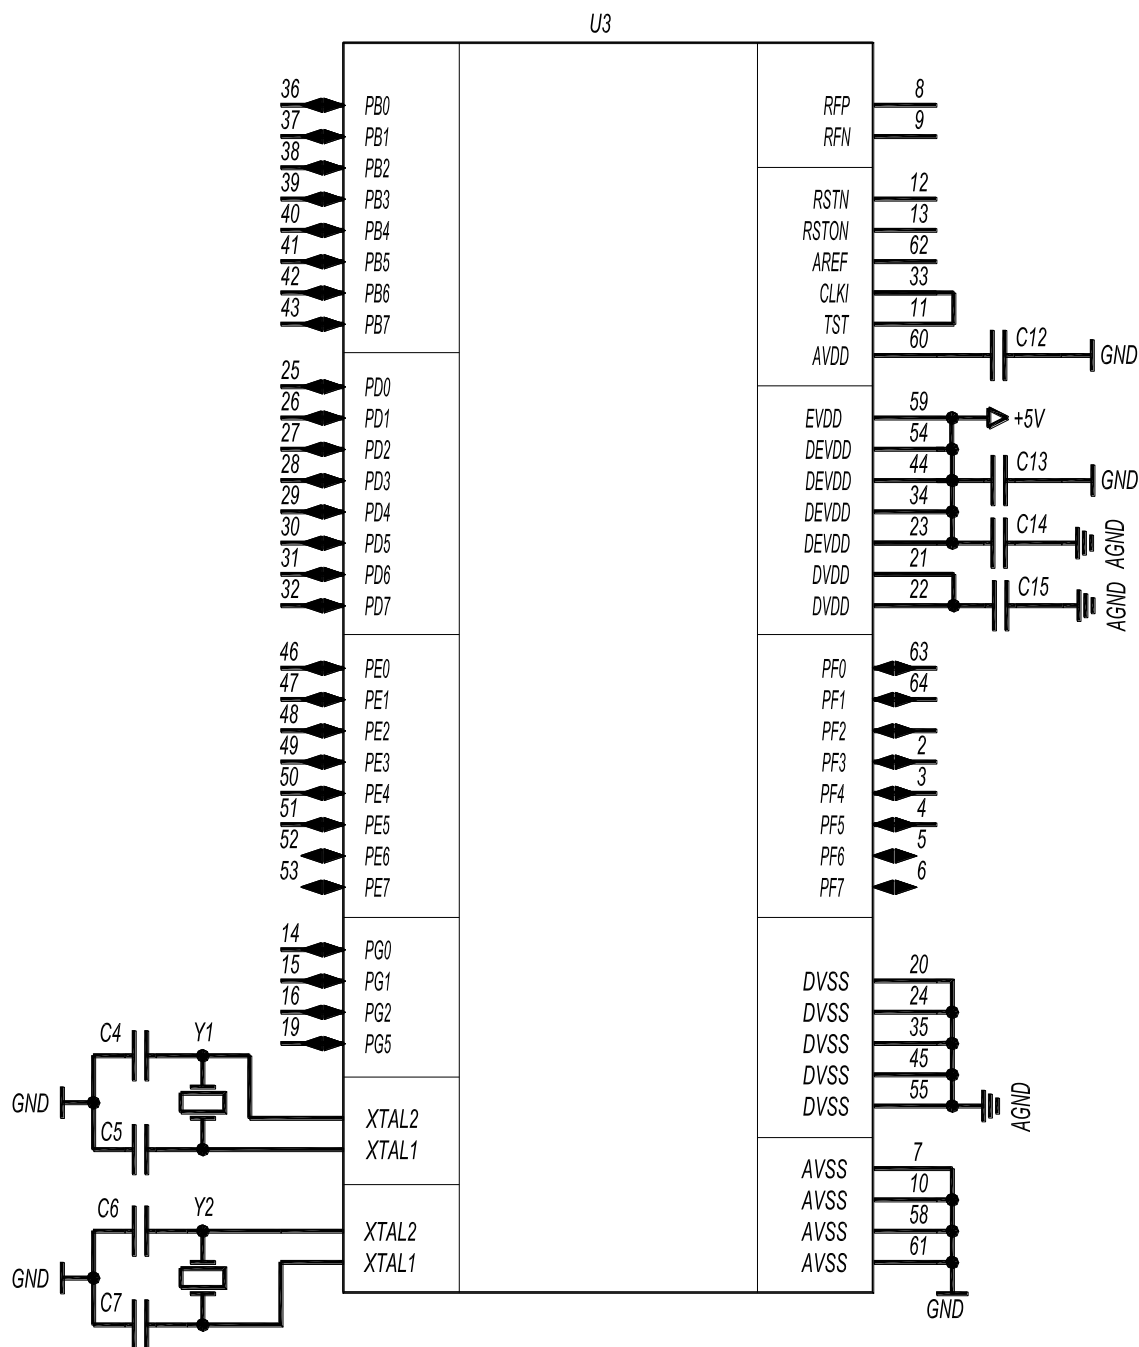 U3
36 PB0
37 PB1
38 PB2
39 PB3
40 PB4
41 PB5
42 PB6
43 PB7
25 PD0
26 PD1
27 PD2
28 PD3
29 PD4
30 PD5
31 PD6
32 PD7
46 PE0
47 PE1
48 PE2
49 PE3
50 PE4
51 PE5
52 PE6
53 PE7
14 PG0
15 PG1
16 PG2
19 PG5
C4 Y1
GND
XTAL2
C5
XTAL1
C6 Y2
XTAL2
GND
XTAL1
C7
RFP 8
RFN 9
RSTN 12
RSTON 13
AREF 62
CLKI 33
TST 11
AVDD 60 C12 GND
EVDD 59 +5V
DEVDD 54
DEVDD 44 C13 GND
DEVDD 34
DEVDD 23 C14 AGND
DVDD 21
DVDD 22 C15 AGND
PF0 63
PF1 64
PF2
PF3 2
PF4 3
PF5 4
PF6 5
PF7 6
DVSS 20
DVSS 24
DVSS 35
DVSS 45
DVSS 55 AGND
AVSS 7
AVSS 10
AVSS 58
AVSS 61
GND